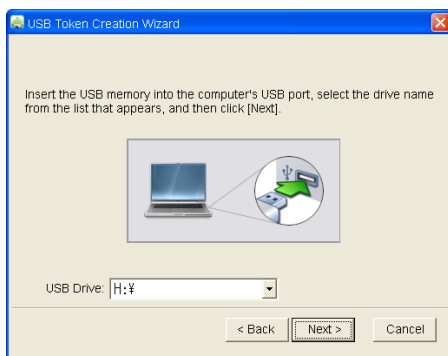 USB Token Creation Wizard
Insert the USB memory into the computer's USB port, select the drive name
from the list that appears, and then click [Next].
USB Drive: H:¥
< Back Next > Cancel